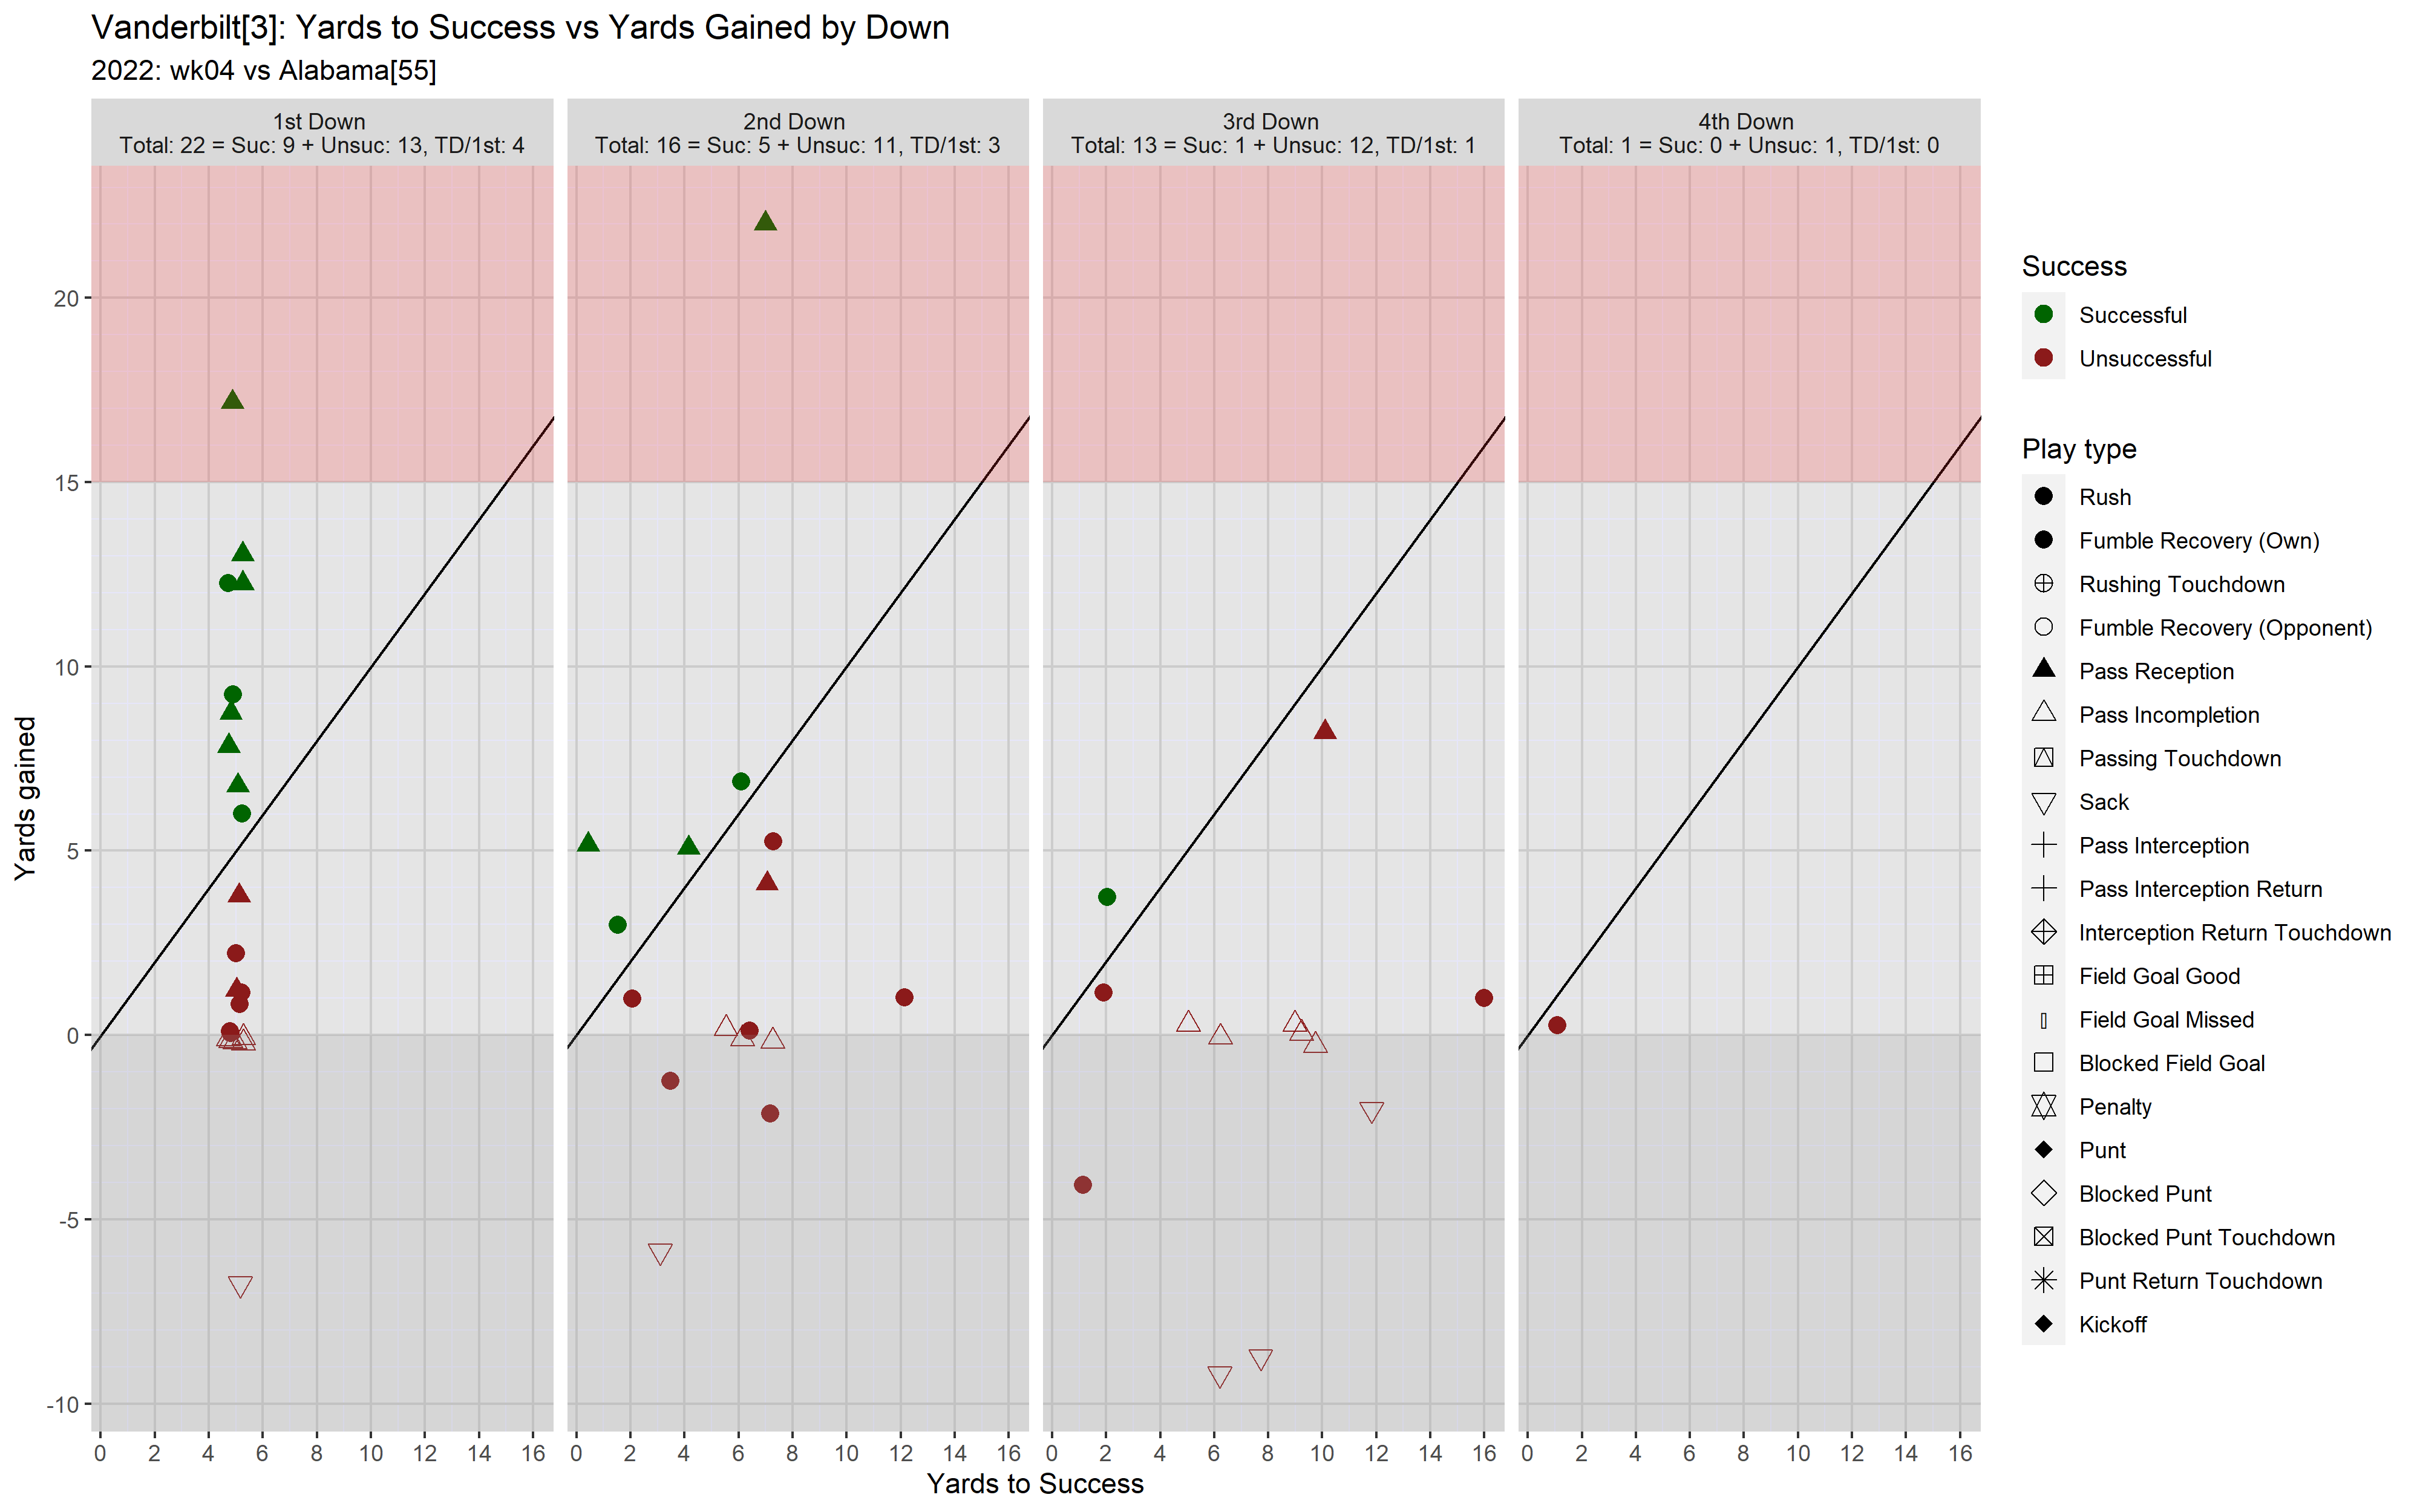 Vanderbilt[3]: Yards to Success vs Yards Gained by Down
2022: wk04 vs Alabama[55]
1st Down
Total: 22 = Suc: 9 + Unsuc: 13, TD/1st: 4
2nd Down
Total: 16 = Suc: 5 + Unsuc: 11, TD/1st: 3
3rd Down
Total: 13 = Suc: 1 + Unsuc: 12, TD/1st: 1
4th Down
Total: 1 = Suc: 0 + Unsuc: 1, TD/1st: 0
Yards gained
20
15
10
5
0
-5
-10
0 2 4 6 8 10 12 14 16
0 2 4 6 8 10 12 14 16
0 2 4 6 8 10 12 14 16
0 2 4 6 8 10 12 14 16
Yards to Success
Success
Successful
Unsuccessful
Play type
Rush
Fumble Recovery (Own)
Rushing Touchdown
Fumble Recovery (Opponent)
Pass Reception
Pass Incompletion
Passing Touchdown
Sack
Pass Interception
Pass Interception Return
Interception Return Touchdown
Field Goal Good
Field Goal Missed
Blocked Field Goal
Penalty
Punt
Blocked Punt
Blocked Punt Touchdown
Punt Return Touchdown
Kickoff